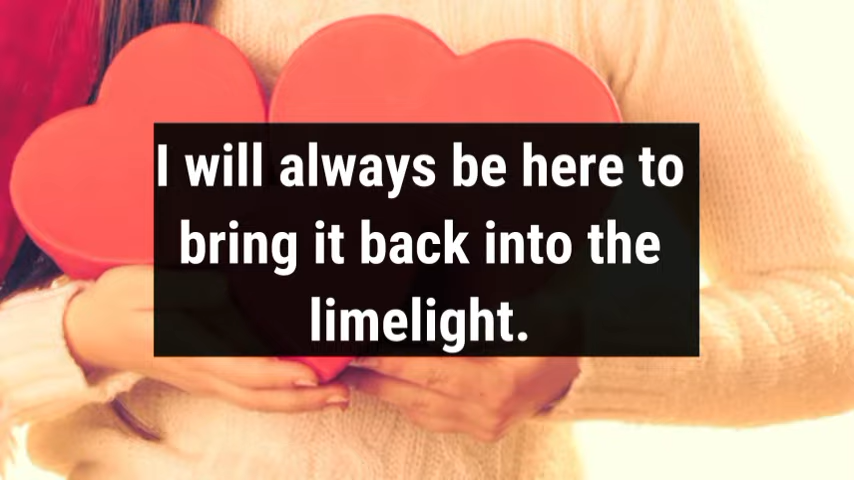 I will always be here to
bring it back into the
limelight.